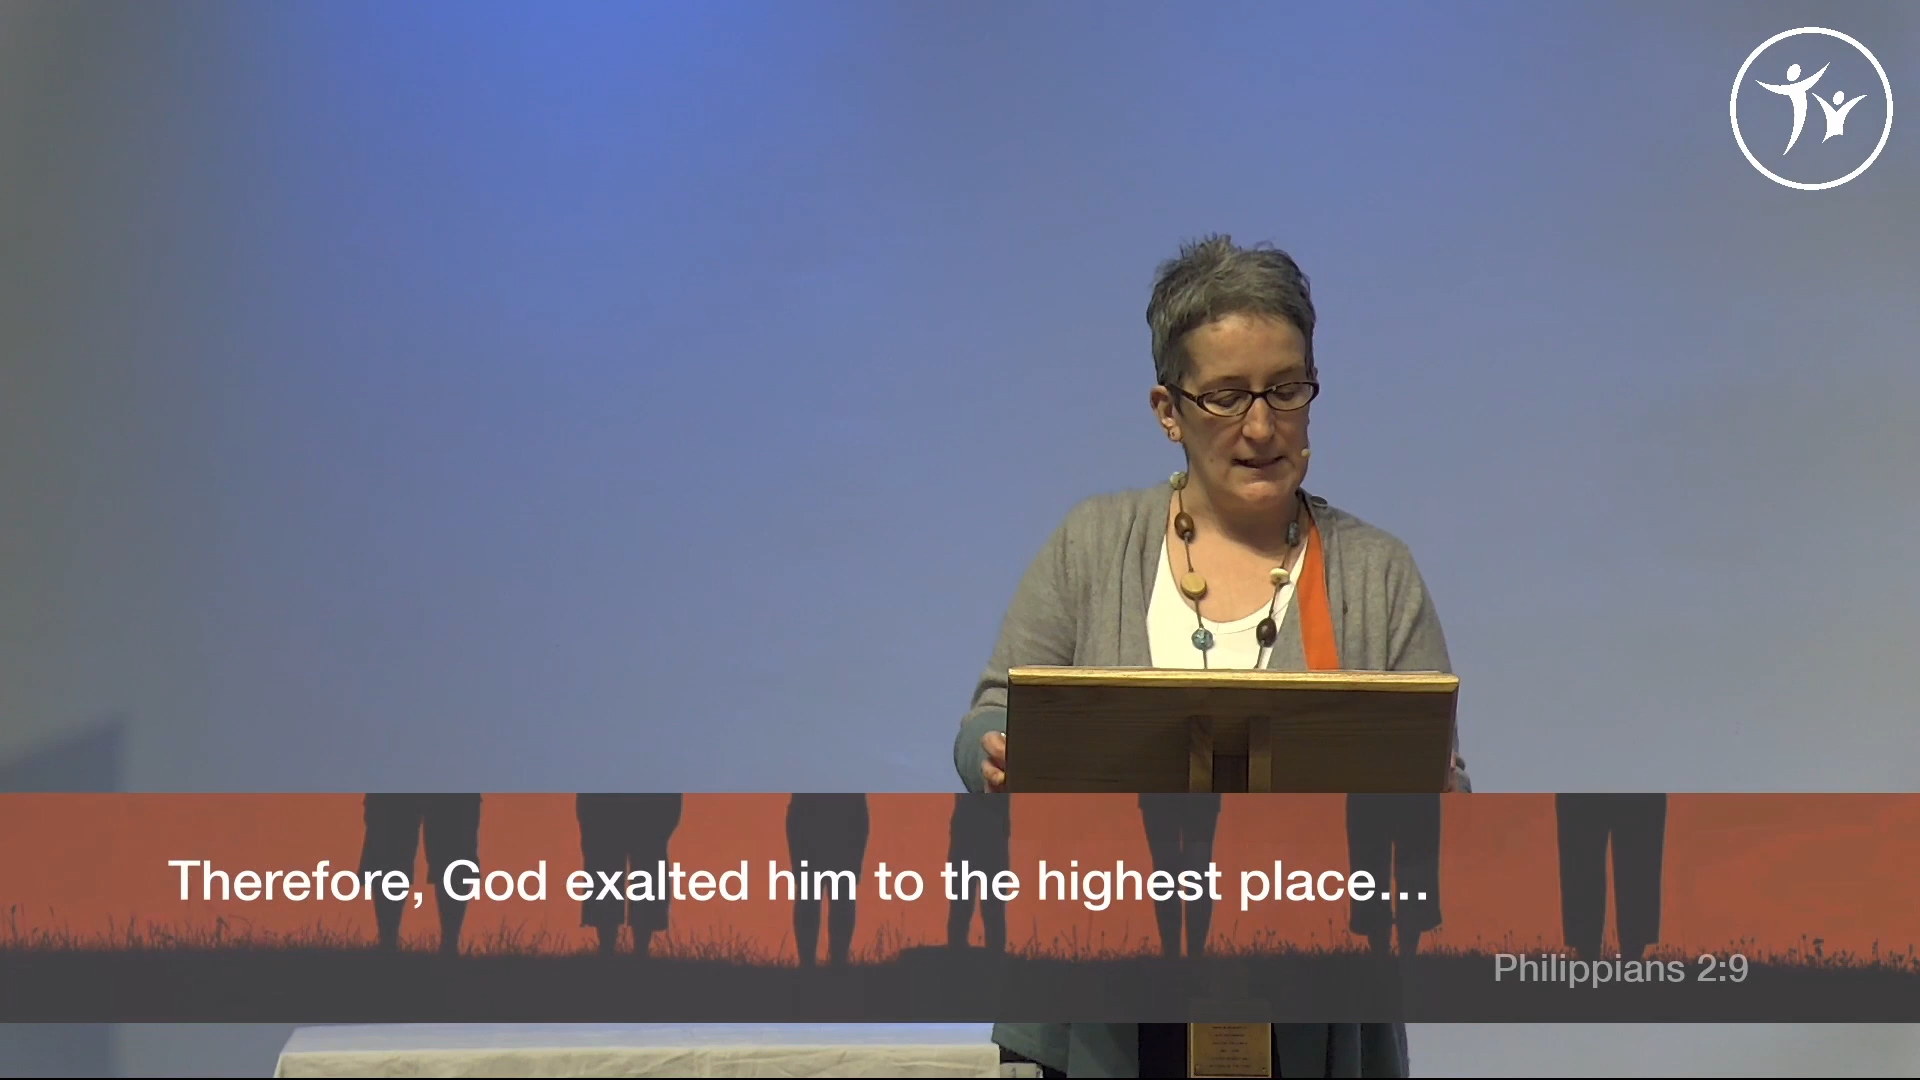 Therefore, God exalted him to the highest place...
Philippians 2:9